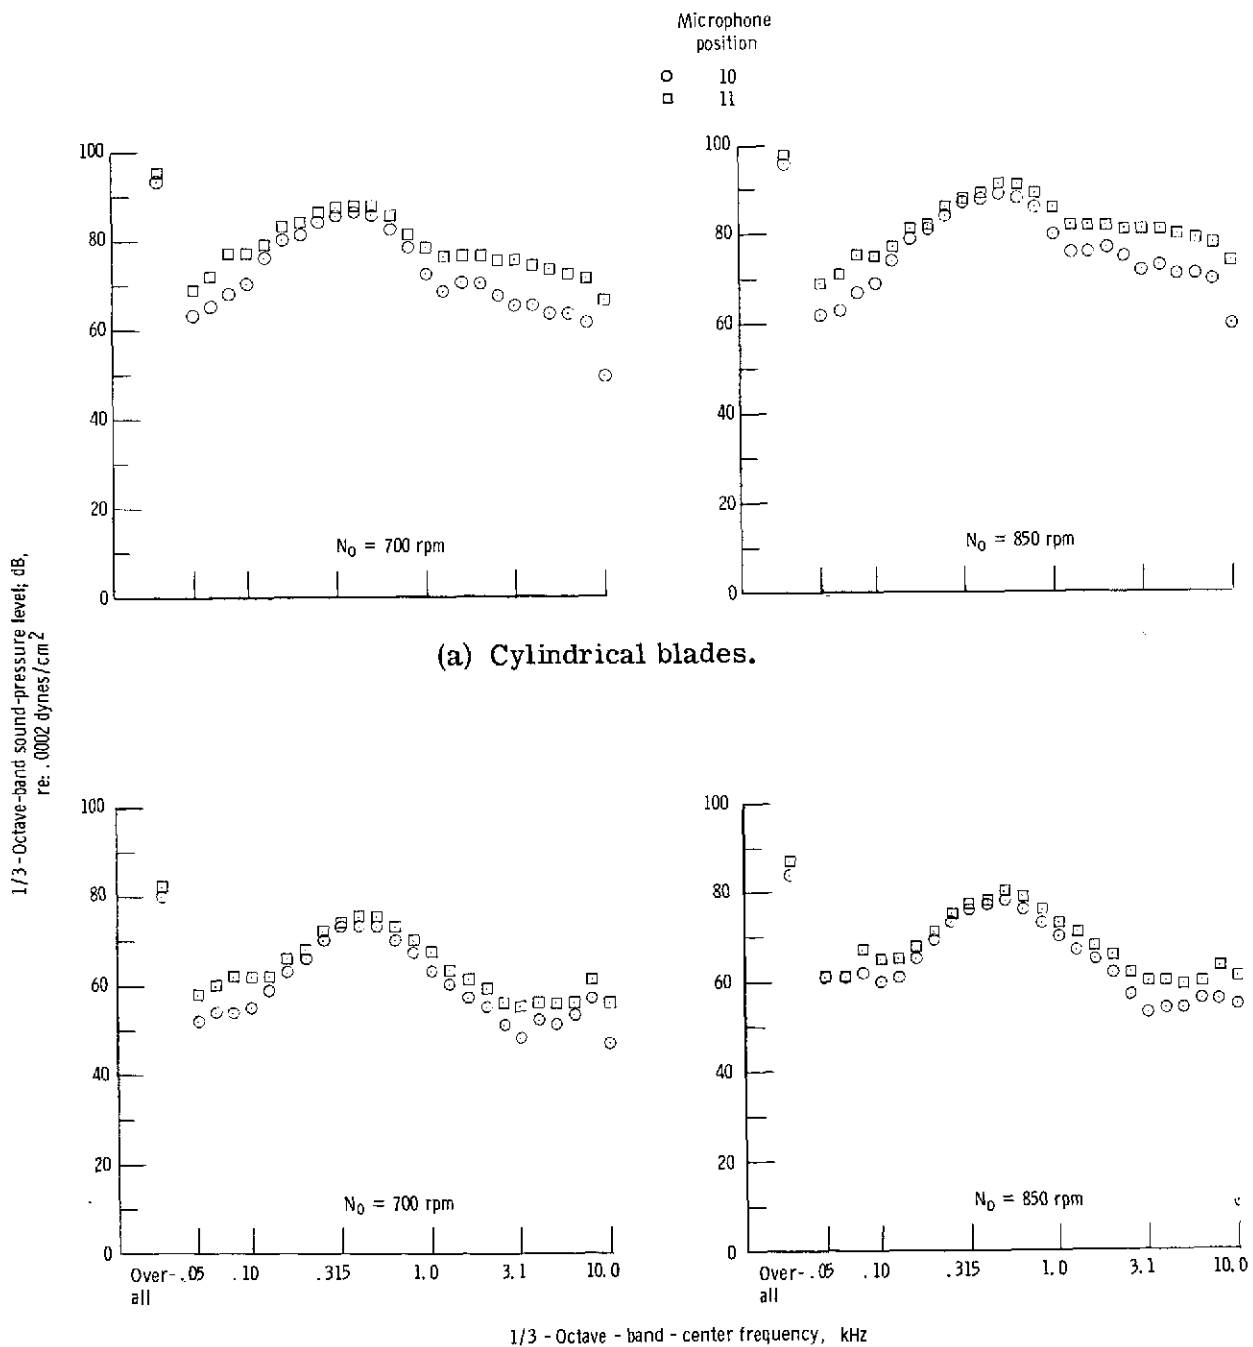 Microphone
position
10
11
100
80
60
40
20
0
N₀ = 700 rpm
100
80
60
40
20
0
N₀ = 850 rpm
(a) Cylindrical blades.
1/3 -Octave-band sound-pressure level; dB,
re: .0002 dynes/cm²
100
80
60
40
20
0
N₀ = 700 rpm
Over-
all
.05 .10 .315 1.0 3.1 10.0
100
80
60
40
20
0
N₀ = 850 rpm
Over-
all
.05 .10 .315 1.0 3.1 10.0
1/3 - Octave - band - center frequency, kHz